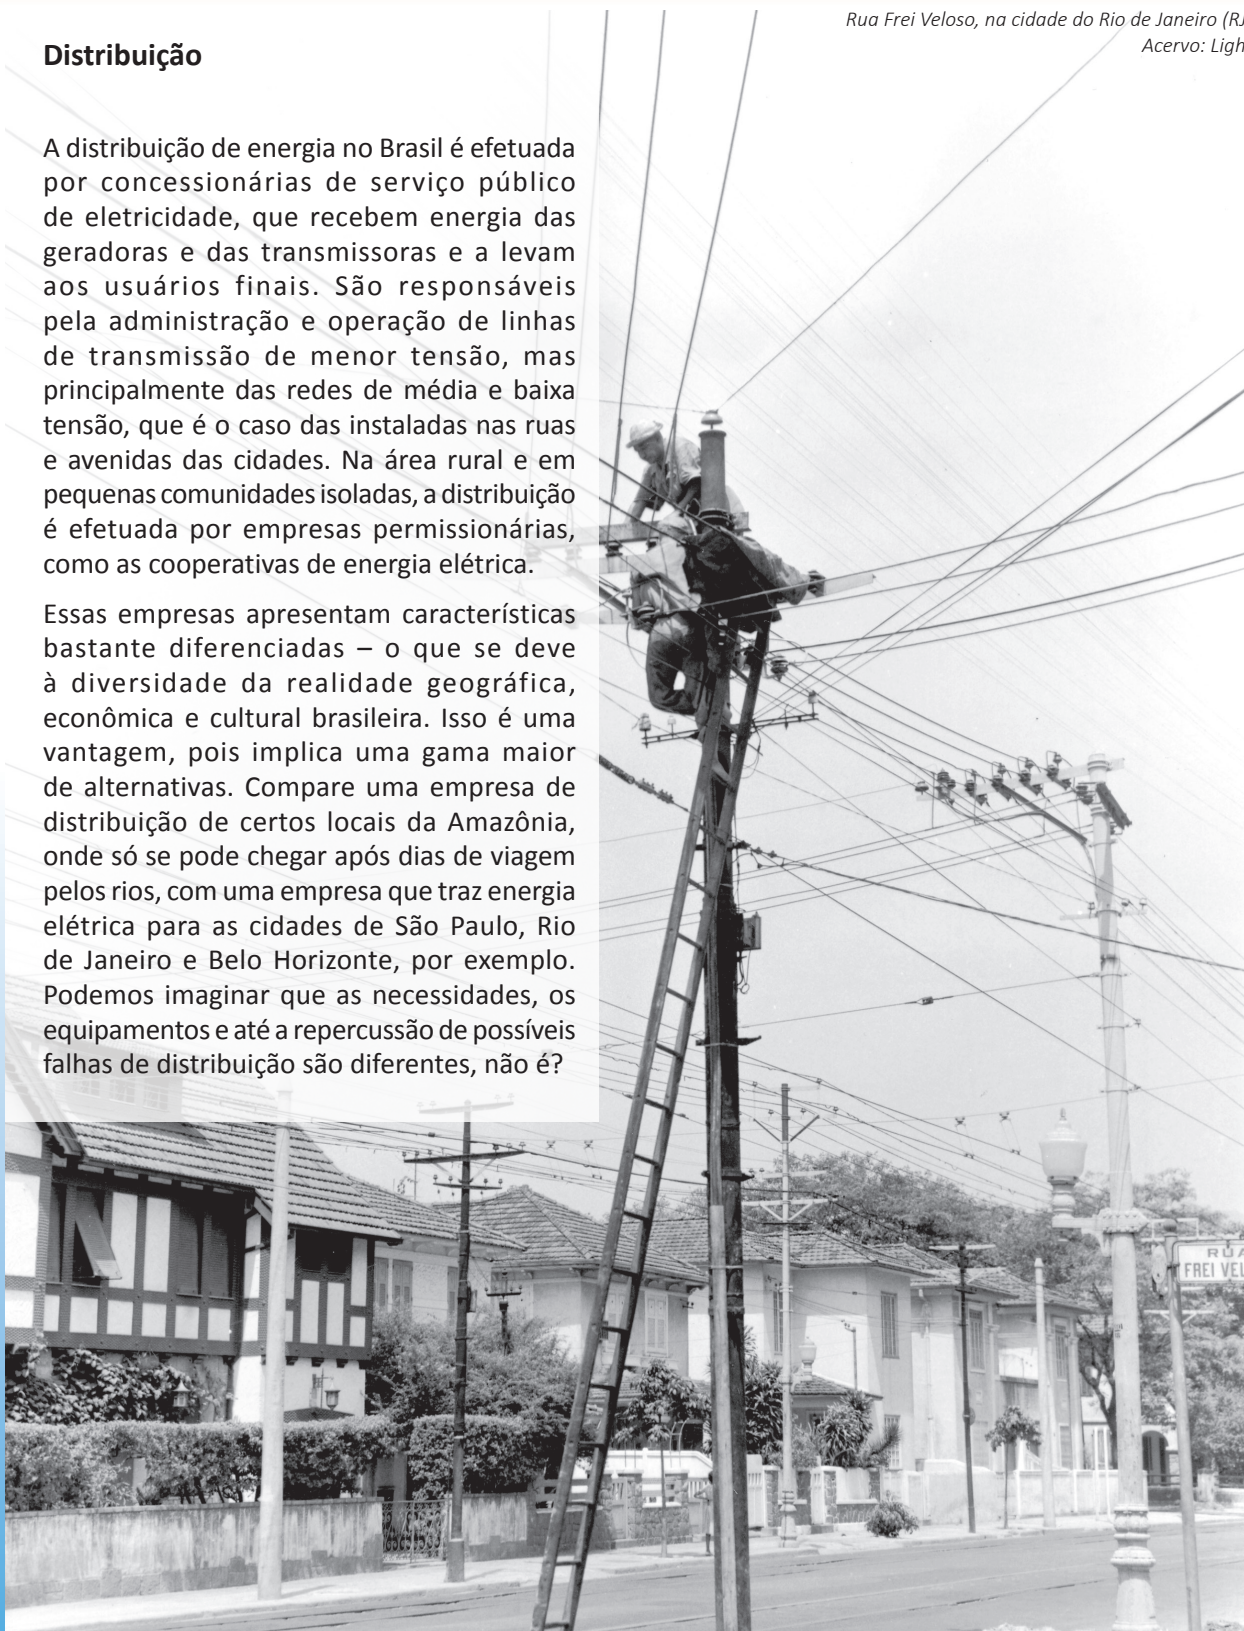 Rua Frei Veloso, na cidade do Rio de Janeiro (RJ
Acervo: Ligh
Distribuição
A distribuição de energia no Brasil é efetuada
por concessionárias de serviço público
de eletricidade, que recebem energia das
geradoras e das transmissoras e a levam
aos usuários finais. São responsáveis
pela administração e operação de linhas
de transmissão de menor tensão, mas
principalmente das redes de média e baixa
tensão, que é o caso das instaladas nas ruas
e avenidas das cidades. Na área rural e em
pequenas comunidades isoladas, a distribuição
é efetuada por empresas permissionárias,
como as cooperativas de energia elétrica.
Essas empresas apresentam características
bastante diferenciadas – o que se deve
à diversidade da realidade geográfica,
econômica e cultural brasileira. Isso é uma
vantagem, pois implica uma gama maior
de alternativas. Compare uma empresa de
distribuição de certos locais da Amazônia,
onde só se pode chegar após dias de viagem
pelos rios, com uma empresa que traz energia
elétrica para as cidades de São Paulo, Rio
de Janeiro e Belo Horizonte, por exemplo.
Podemos imaginar que as necessidades, os
equipamentos e até a repercussão de possíveis
falhas de distribuição são diferentes, não é?
RUA
FREI VEL